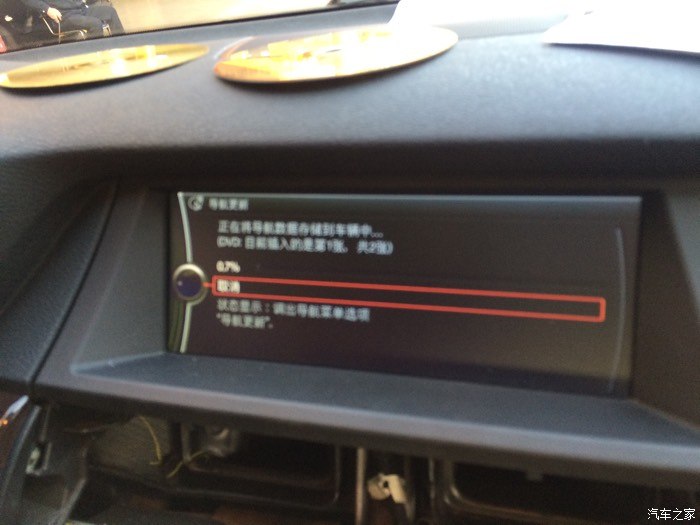 导航更新
正在将导航数据存储到车辆中...
(DVD: 目前输入的是第1张，共2张)
0.7%
取消
状态显示：调出导航菜单选项
"导航更新".
汽车之家